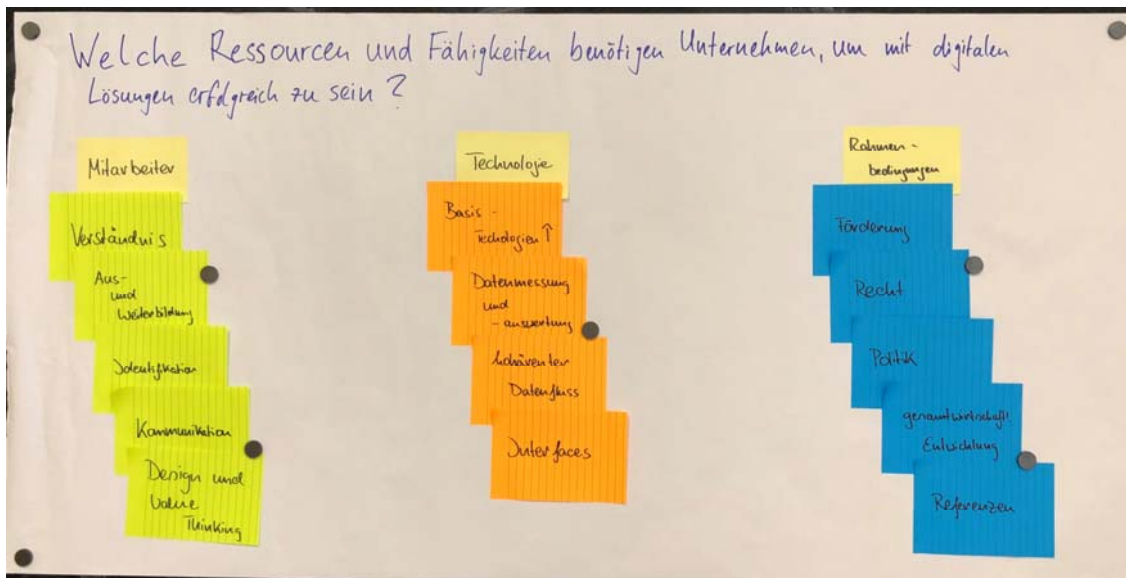 Welche Ressourcen und Fähigkeiten benötigen Unternehmen, um mit digitalen
Lösungen erfolgreich zu sein?
Mitarbeiter
Verständnis
Aus-
und
Weiterbildung
Identifikation
Kommunikation
Design und
Value
Thinking
Technologie
Basis-
Technologien ↑
Datenmessung
und
-auswertung
kohärenter
Datenfluss
Interfaces
Rahmen-
bedingungen
Förderung
Recht
Politik
gesamtwirtschaftl.
Entwicklung
Referenzen